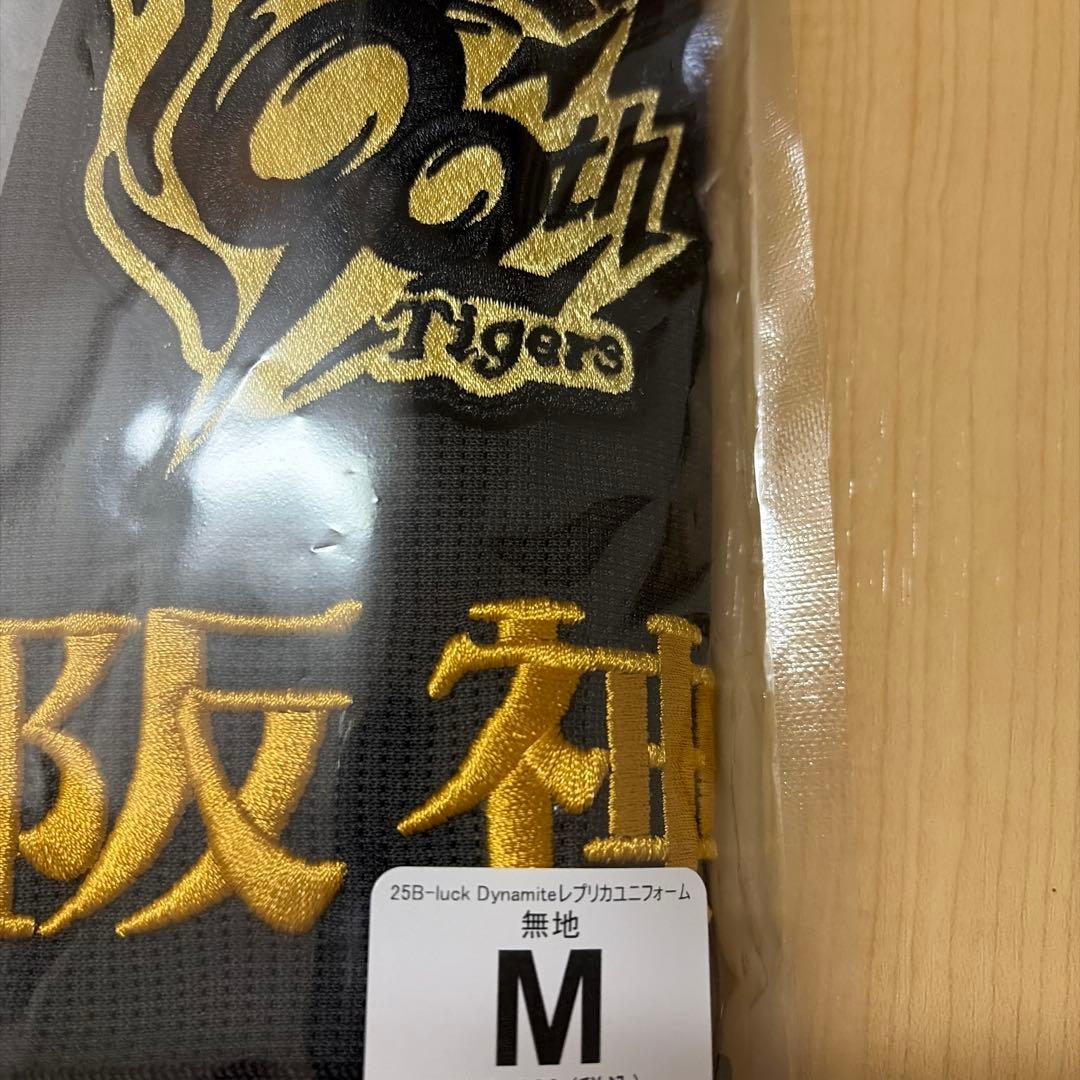 90th
Tigers
阪神
25B-luck Dynamiteレプリカユニフォーム
無地
M